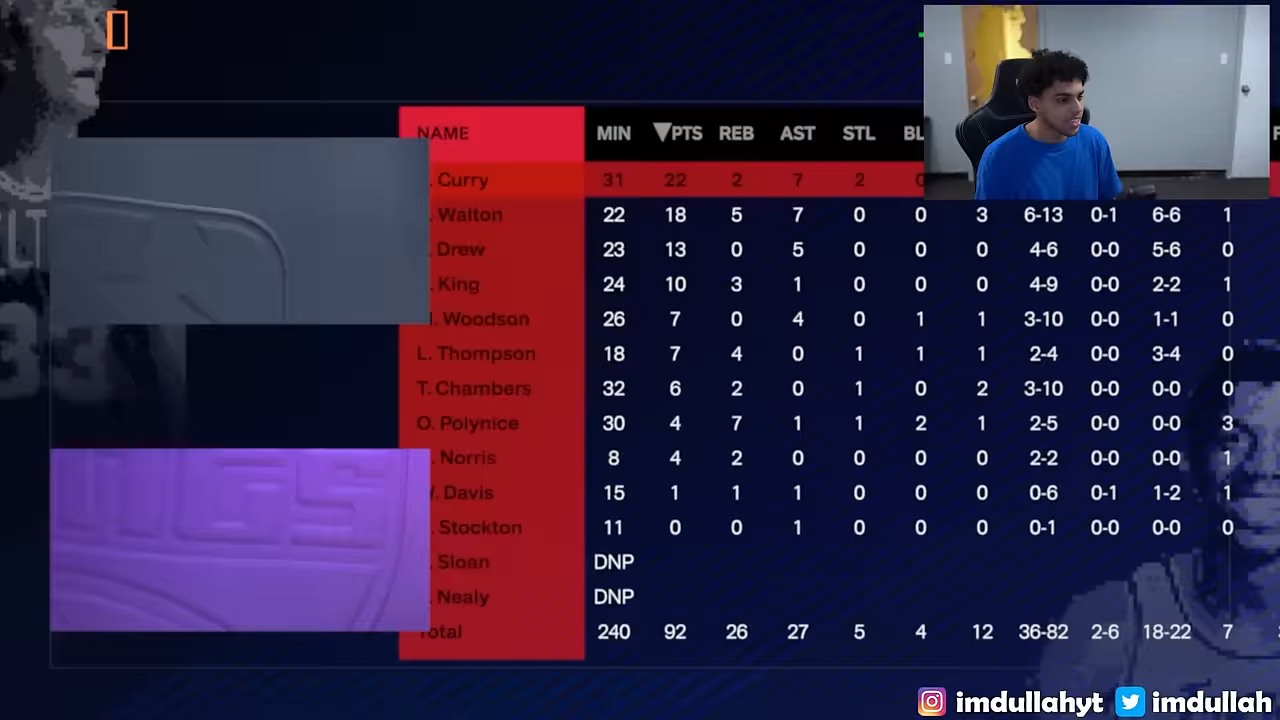 NAME MIN ▼PTS REB AST STL
. Curry 31 22 2 7 2 0
. Walton 22 18 5 7 0 0 3 6-13 0-1 6-6 1
. Drew 23 13 0 5 0 0 0 4-6 0-0 5-6 0
. King 24 10 3 1 0 0 0 4-9 0-0 2-2 1
. Woodson 26 7 0 4 0 1 1 3-10 0-0 1-1 0
L. Thompson 18 7 4 0 1 1 1 2-4 0-0 3-4 0
T. Chambers 32 6 2 0 1 0 2 3-10 0-0 0-0 0
O. Polynice 30 4 7 1 1 2 1 2-5 0-0 0-0 3
. Norris 8 4 2 0 0 0 0 2-2 0-0 0-0 1
. Davis 15 1 1 1 0 0 0 0-6 0-1 1-2 1
. Stockton 11 0 0 1 0 0 0 0-1 0-0 0-0 0
. Sloan DNP
. Nealy DNP
Total 240 92 26 27 5 4 12 36-82 2-6 18-22 7
33
NGS
imdullahyt imdullah